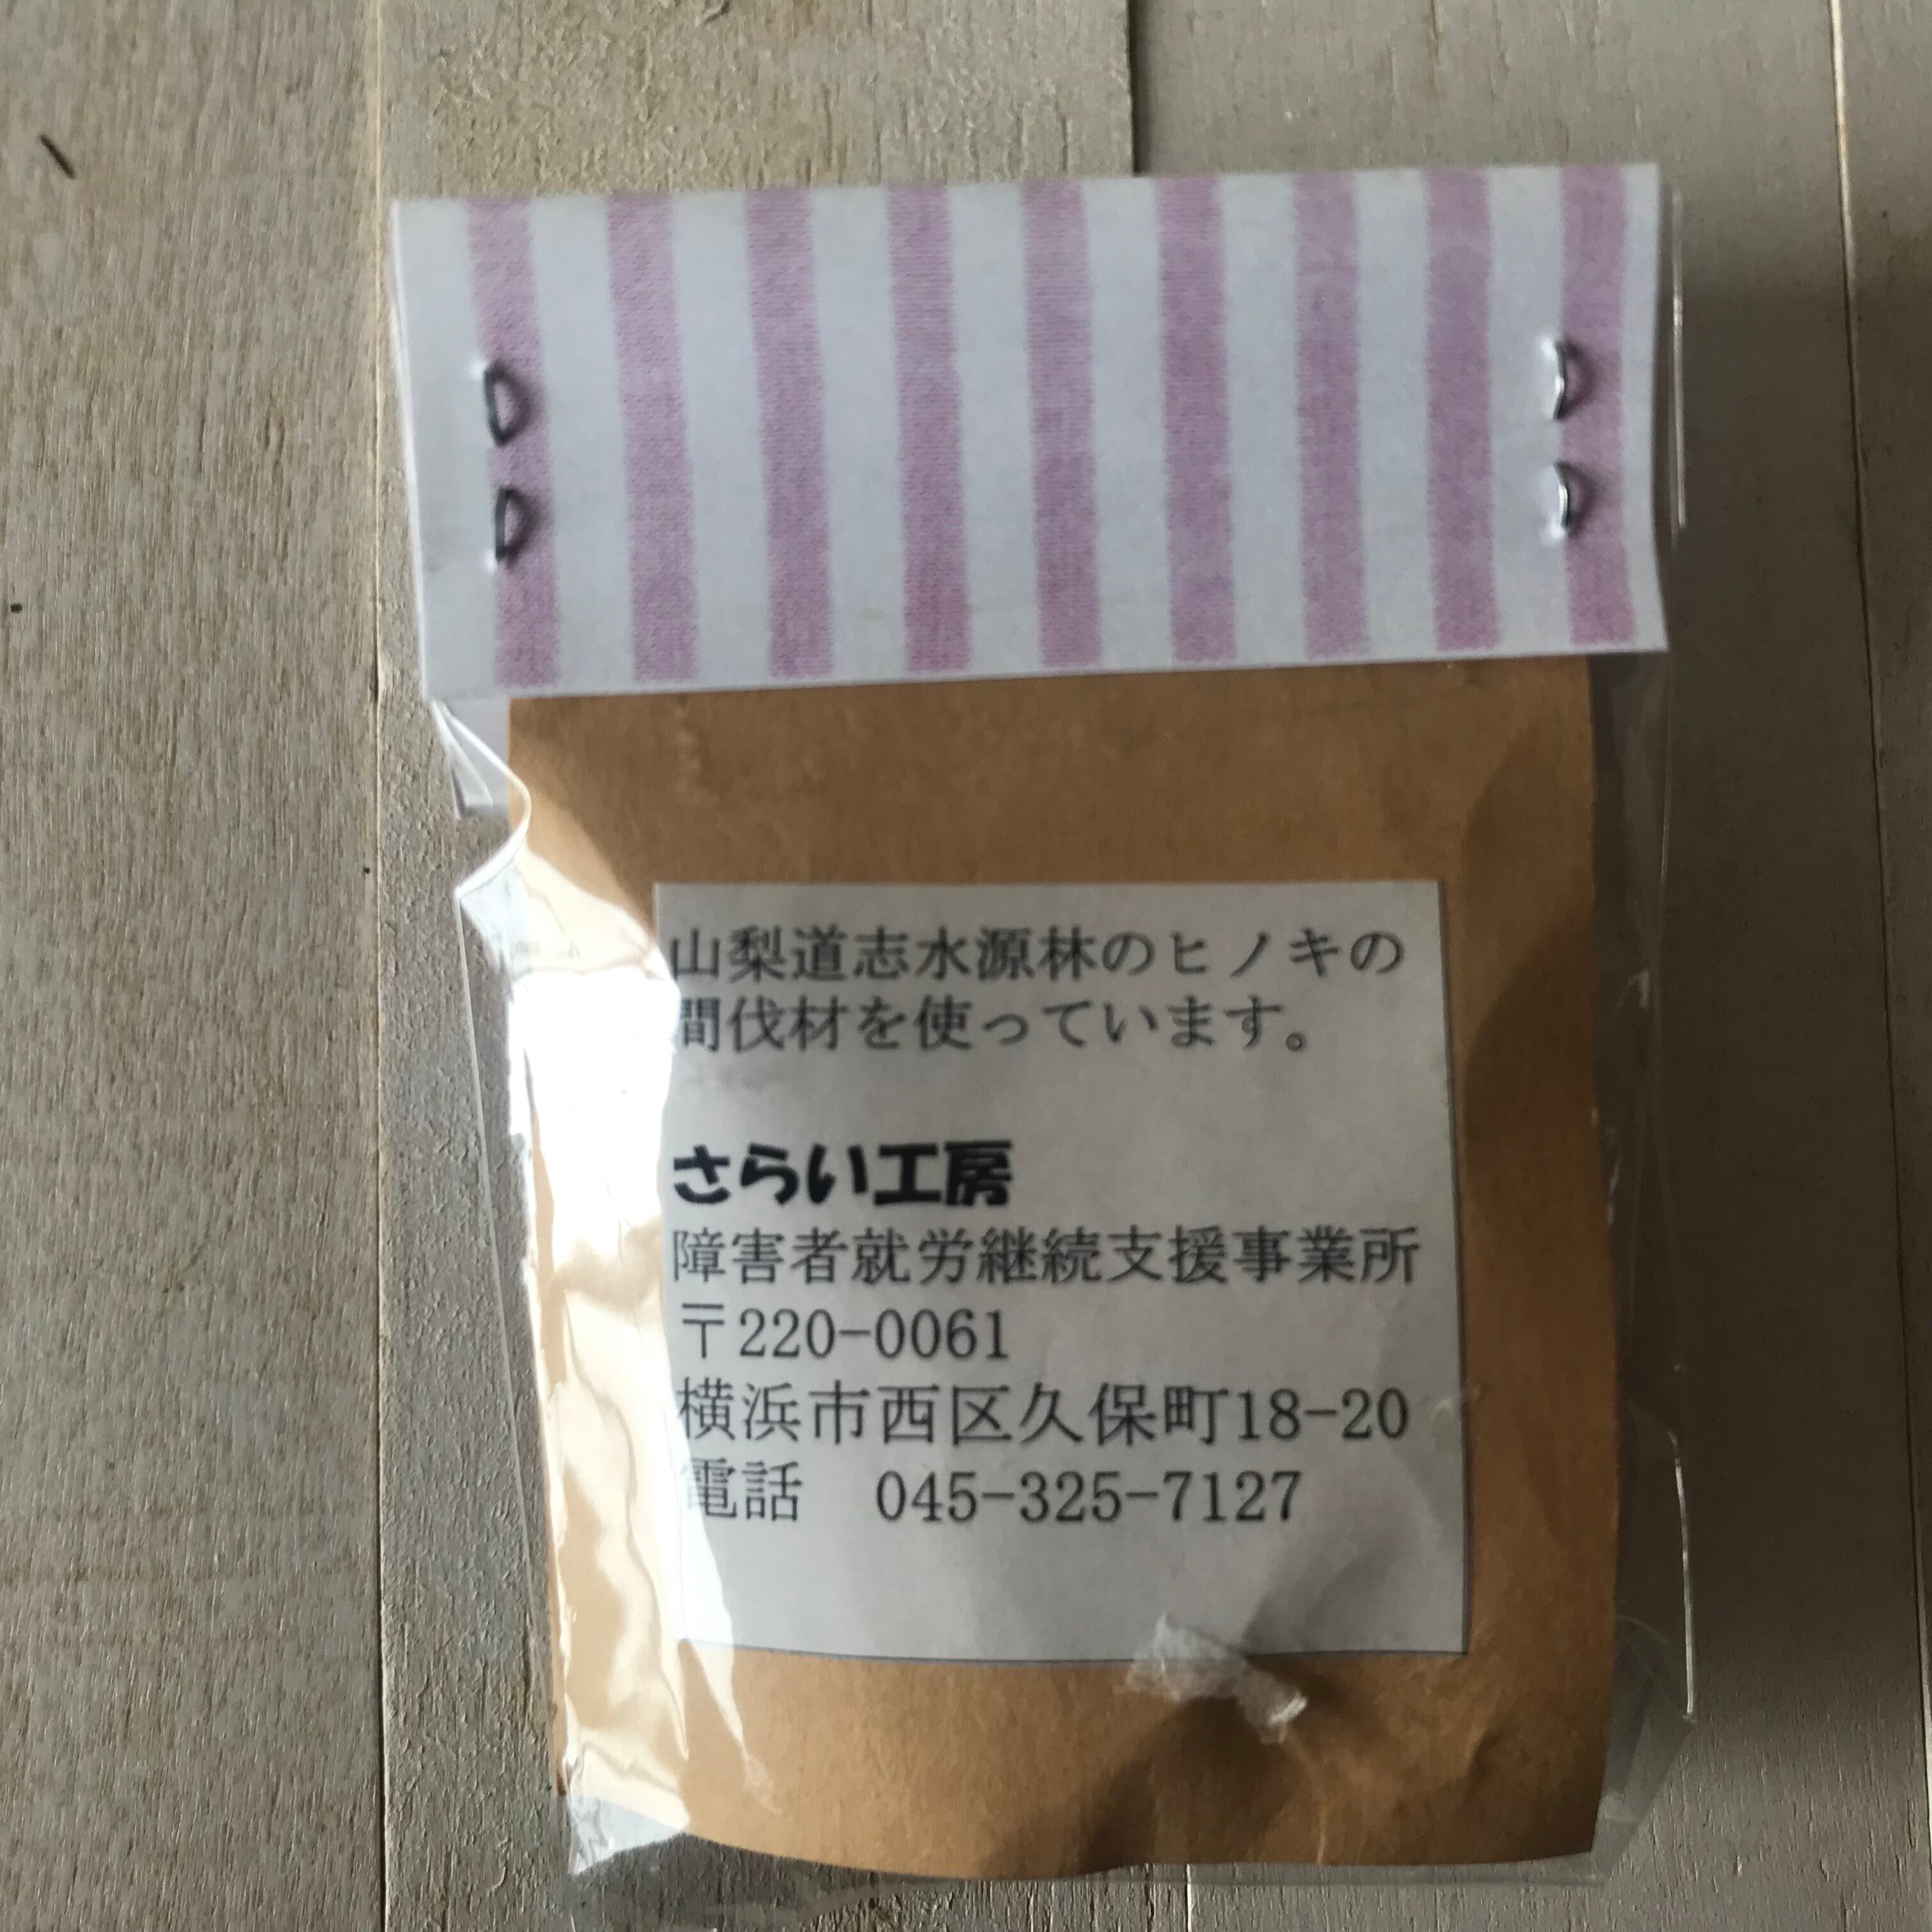 山梨道志水源林のヒノキの
間伐材を使っています。
さらい工房
障害者就労継続支援事業所
〒220-0061
横浜市西区久保町18-20
電話　045-325-7127